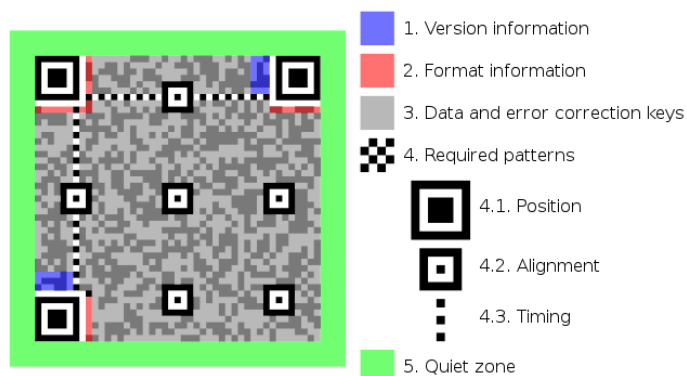 1. Version information
2. Format information
3. Data and error correction keys
4. Required patterns
4.1. Position
4.2. Alignment
4.3. Timing
5. Quiet zone